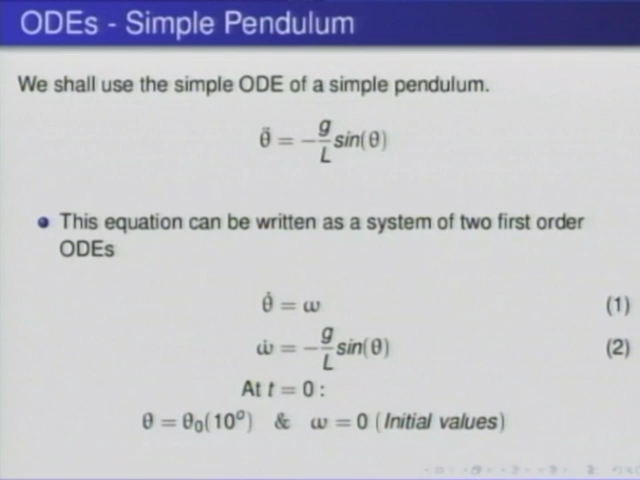 ODEs - Simple Pendulum
We shall use the simple ODE of a simple pendulum.
θ̈ = −g/L sin(θ)
This equation can be written as a system of two first order
ODEs
θ̇ = ω (1)
ω̇ = −g/L sin(θ) (2)
At t = 0 :
θ = θ₀(10°) & ω = 0 (Initial values)